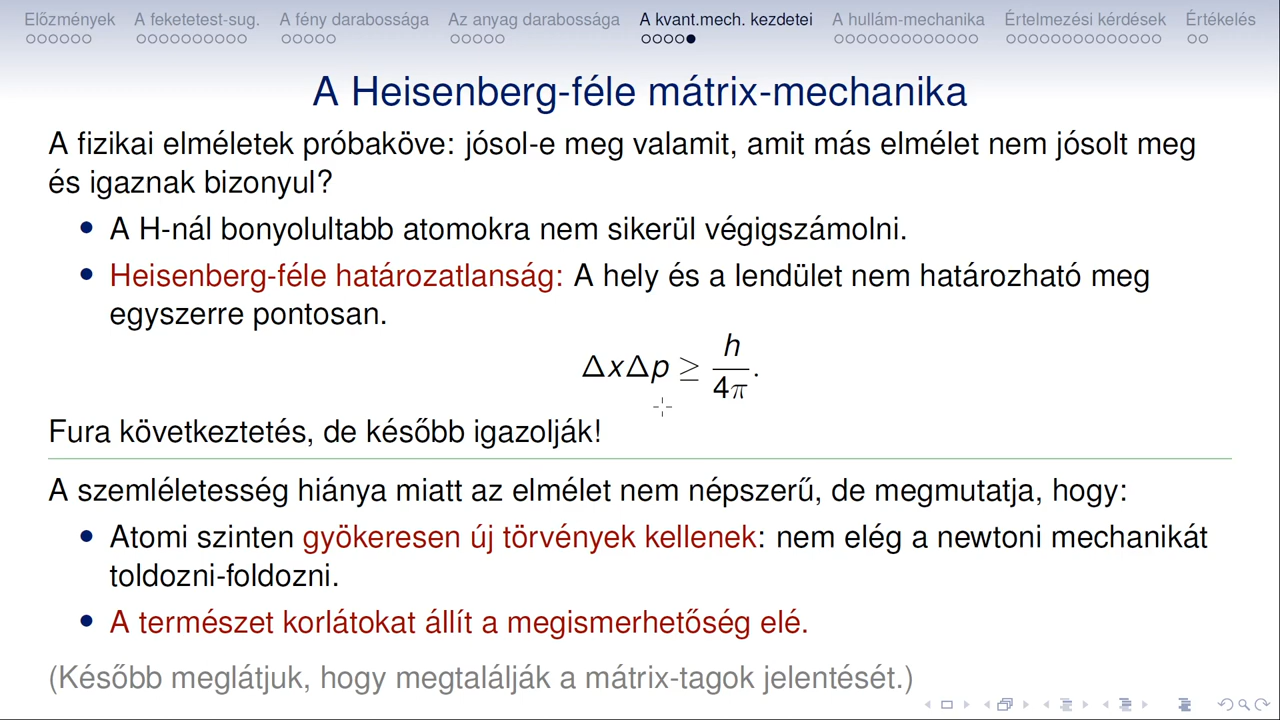 Előzmények A feketetest-sug. A fény darabossága Az anyag darabossága A kvant.mech. kezdetei A hullám-mechanika Értelmezési kérdések Értékelés
A Heisenberg-féle mátrix-mechanika
A fizikai elméletek próbaköve: jósol-e meg valamit, amit más elmélet nem jósolt meg
és igaznak bizonyul?
• A H-nál bonyolultabb atomokra nem sikerül végigszámolni.
• Heisenberg-féle határozatlanság: A hely és a lendület nem határozható meg
egyszerre pontosan.
ΔxΔp ≥ h/4π.
Fura következtetés, de később igazolják!
A szemléletesség hiánya miatt az elmélet nem népszerű, de megmutatja, hogy:
• Atomi szinten gyökeresen új törvények kellenek: nem elég a newtoni mechanikát
toldozni-foldozni.
• A természet korlátokat állít a megismerhetőség elé.
(Később meglátjuk, hogy megtalálják a mátrix-tagok jelentését.)